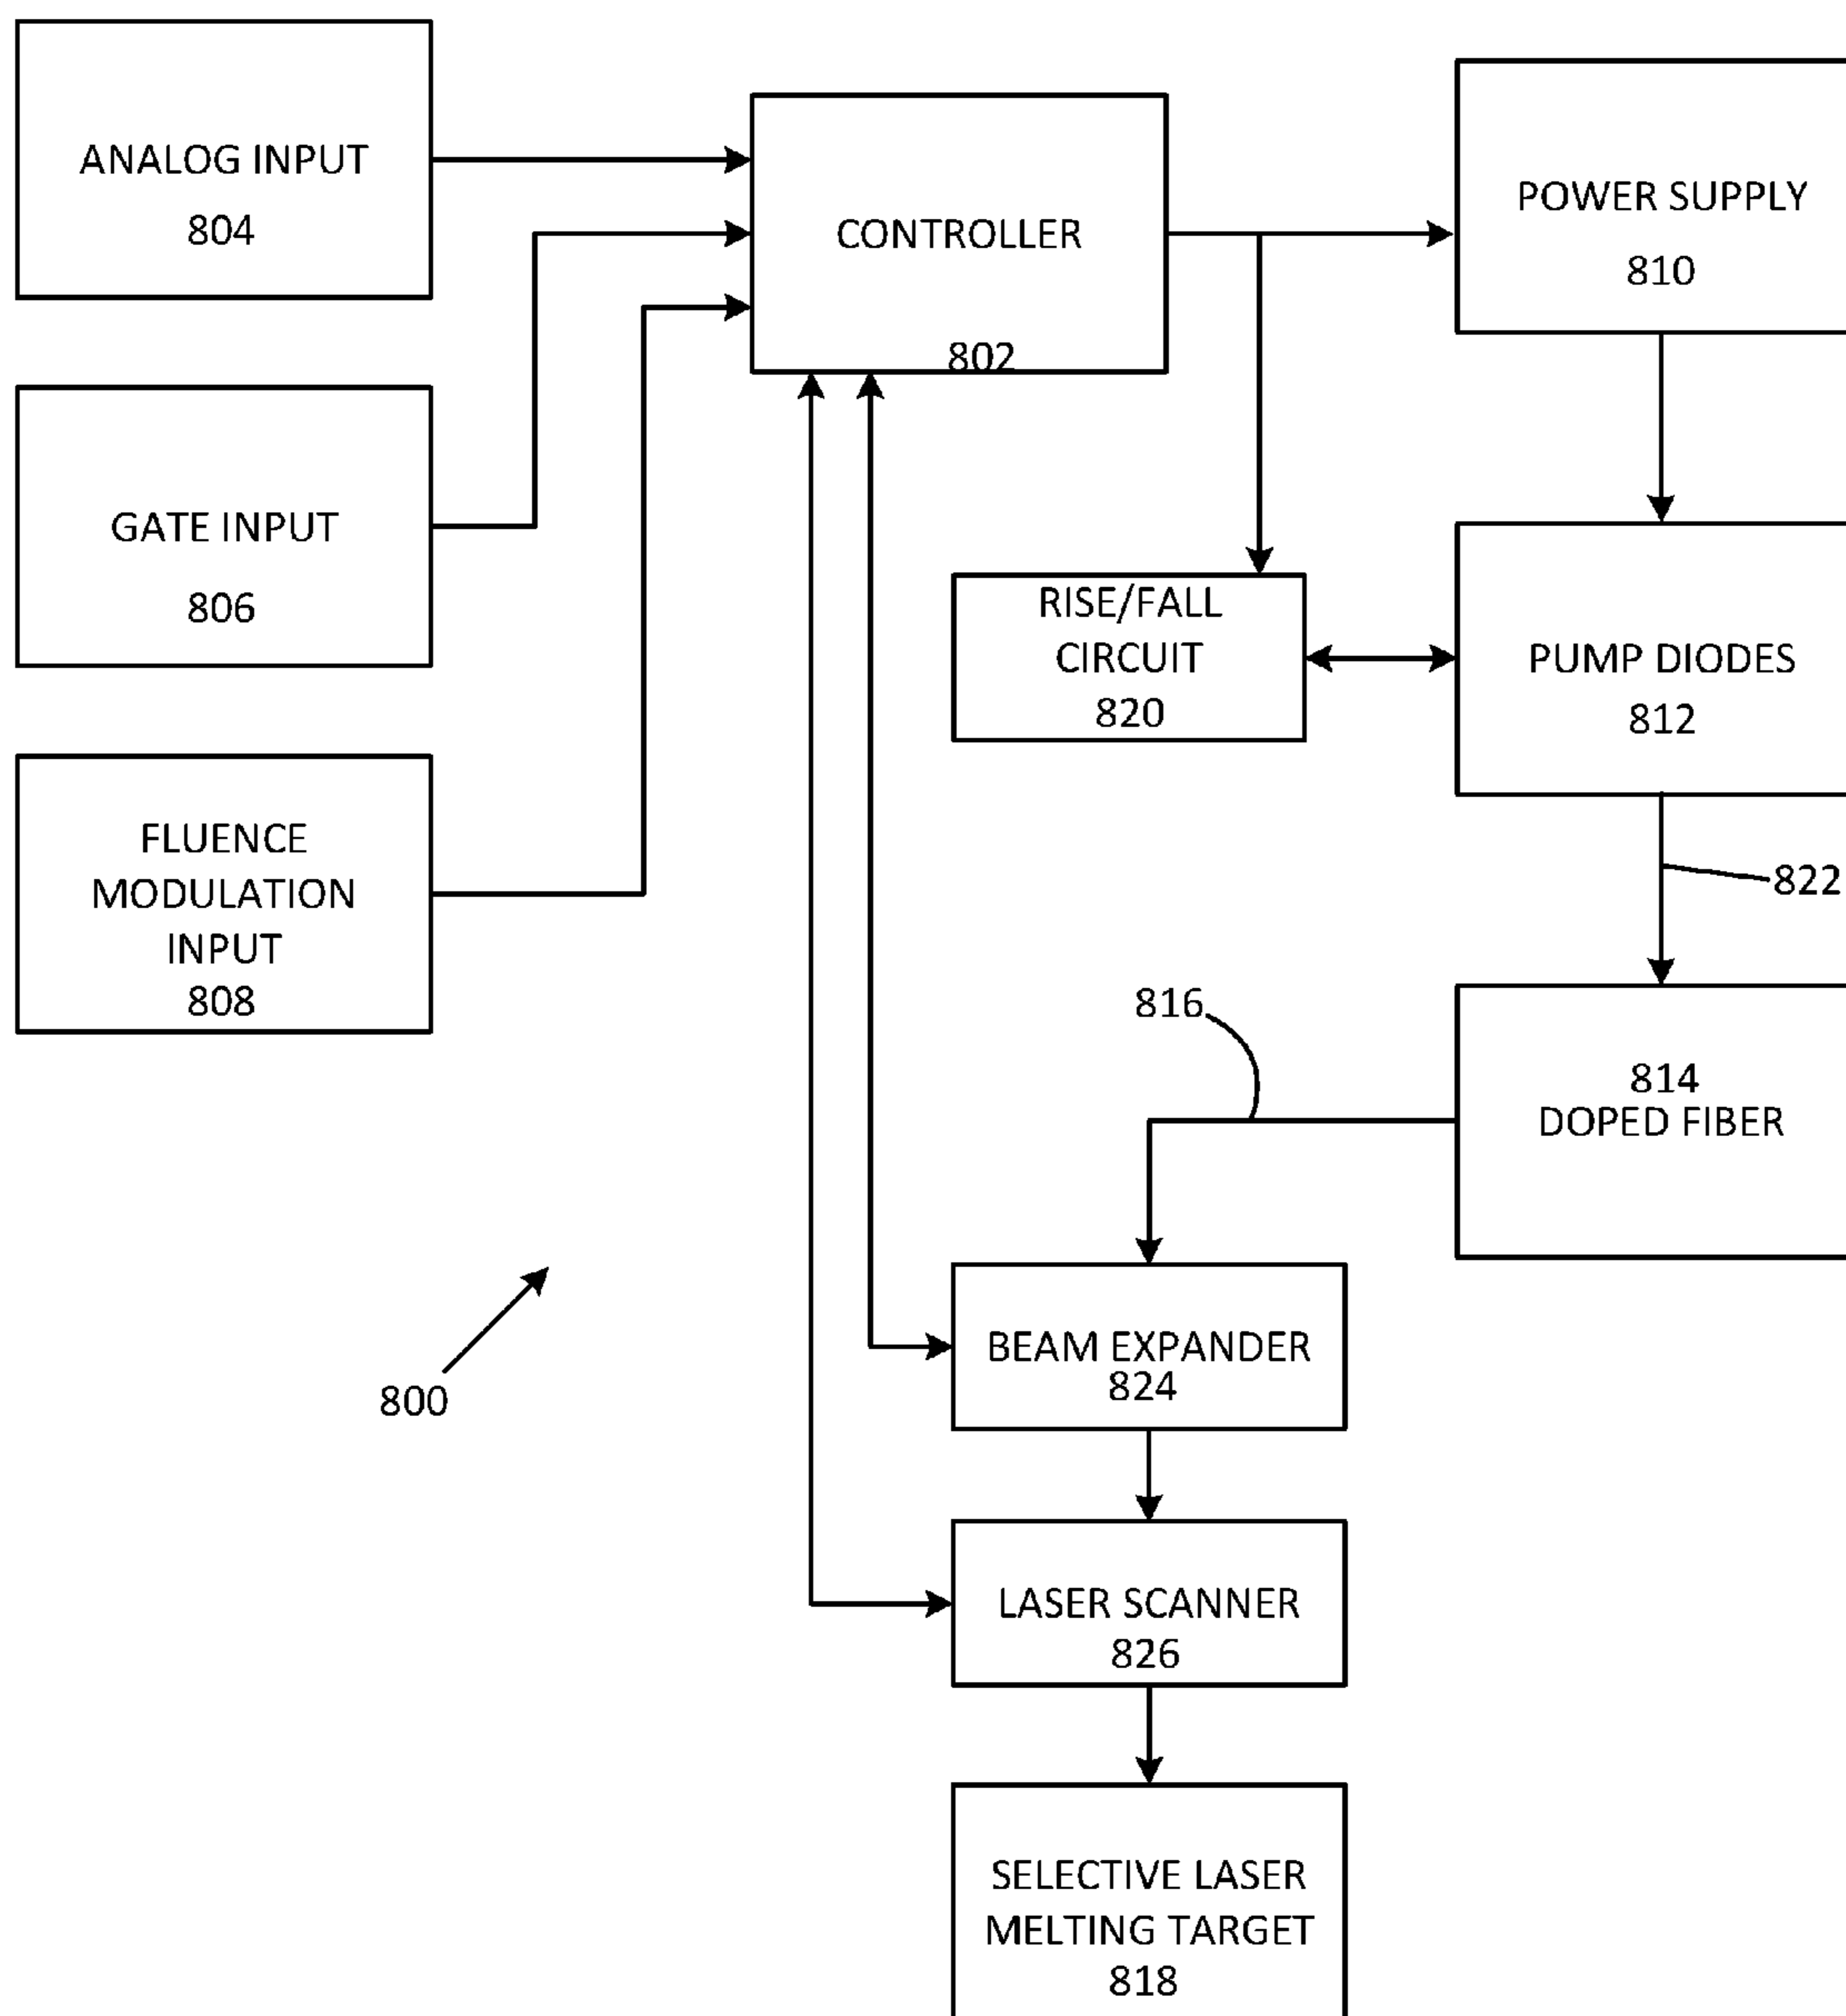 ANALOG INPUT
804
CONTROLLER
802
POWER SUPPLY
810
GATE INPUT
806
RISE/FALL
CIRCUIT
820
PUMP DIODES
812
FLUENCE
MODULATION
INPUT
808
822
816
814
DOPED FIBER
800
BEAM EXPANDER
824
LASER SCANNER
826
SELECTIVE LASER
MELTING TARGET
818